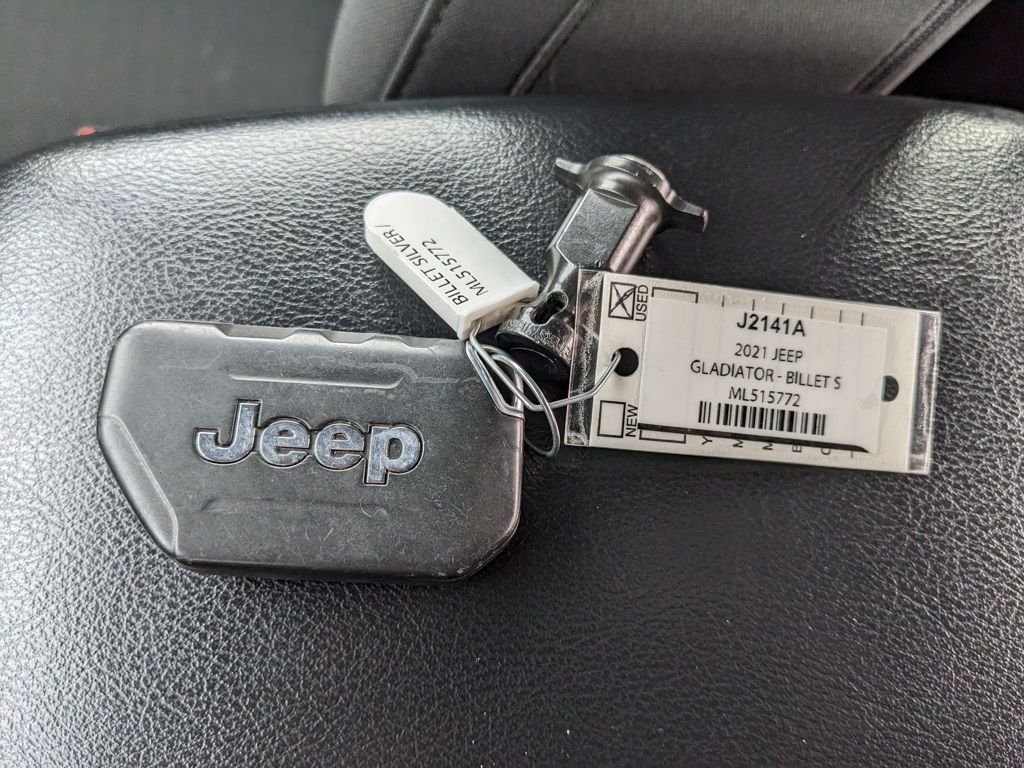 Jeep
BILLET SILVER/
ML515772
USED
NEW
J2141A
2021 JEEP
GLADIATOR - BILLET S
ML515772